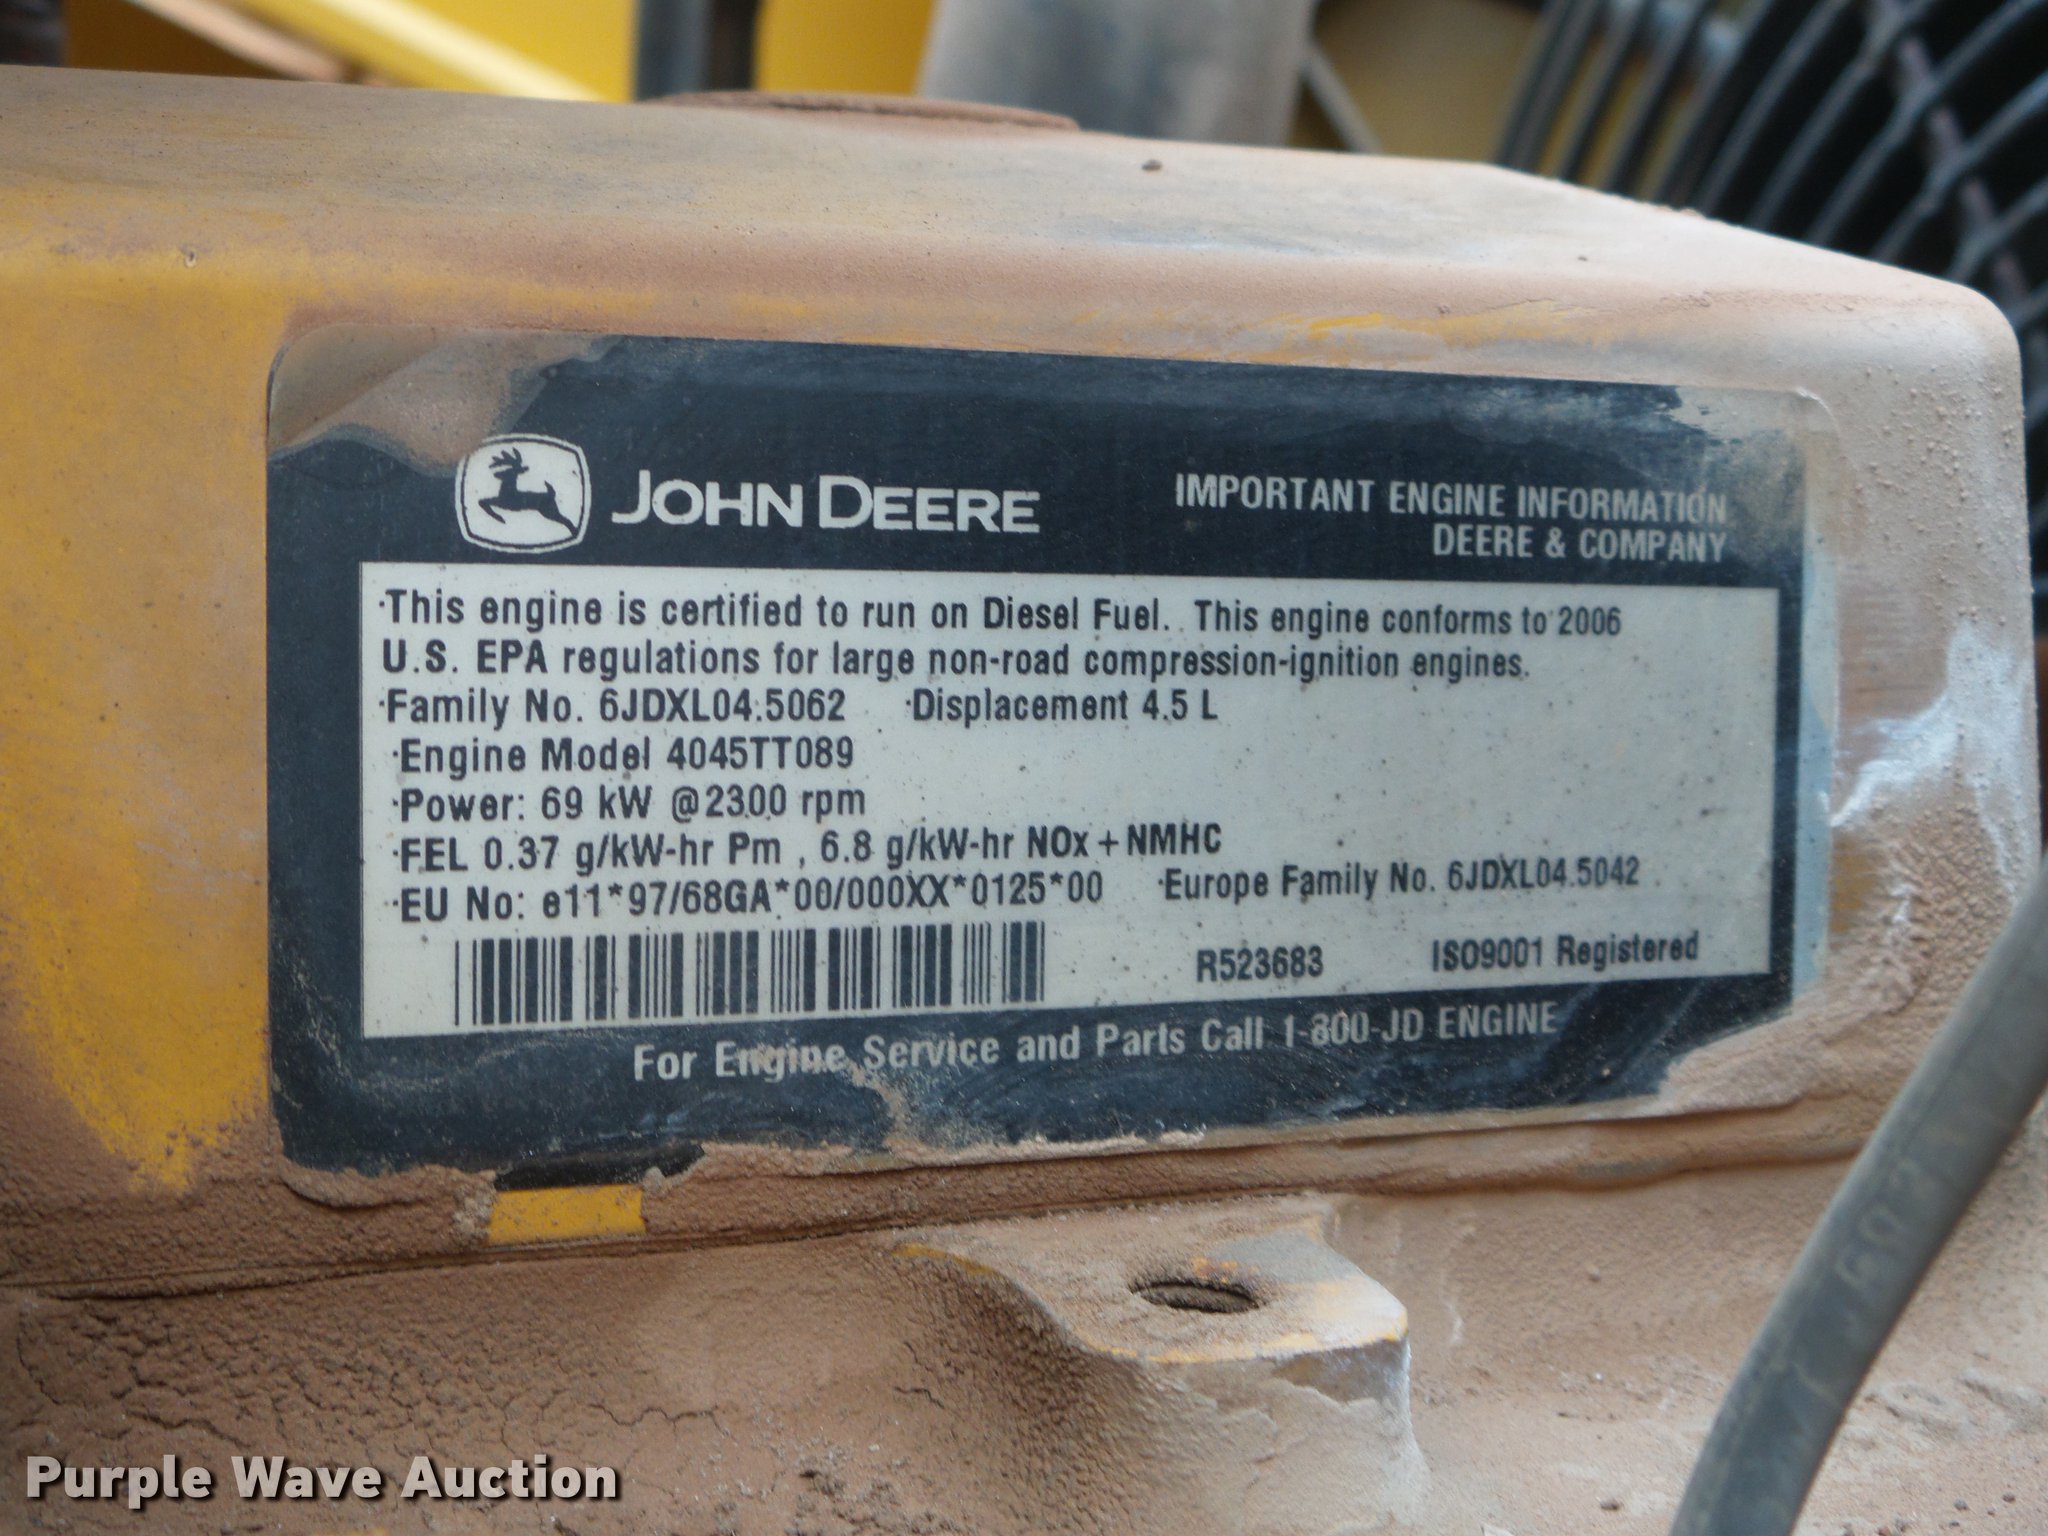 JOHN DEERE
IMPORTANT ENGINE INFORMATION
DEERE & COMPANY
·This engine is certified to run on Diesel Fuel. This engine conforms to 2006
U.S. EPA regulations for large non-road compression-ignition engines.
·Family No. 6JDXL04.5062 ·Displacement 4.5 L
·Engine Model 4045TT089
·Power: 69 kW @2300 rpm
·FEL 0.37 g/kW-hr Pm , 6.8 g/kW-hr NOx + NMHC
·EU No: e11*97/68GA*00/000XX*0125*00 ·Europe Family No. 6JDXL04.5042
R523683 ISO9001 Registered
For Engine Service and Parts Call 1-800-JD ENGINE
Purple Wave Auction